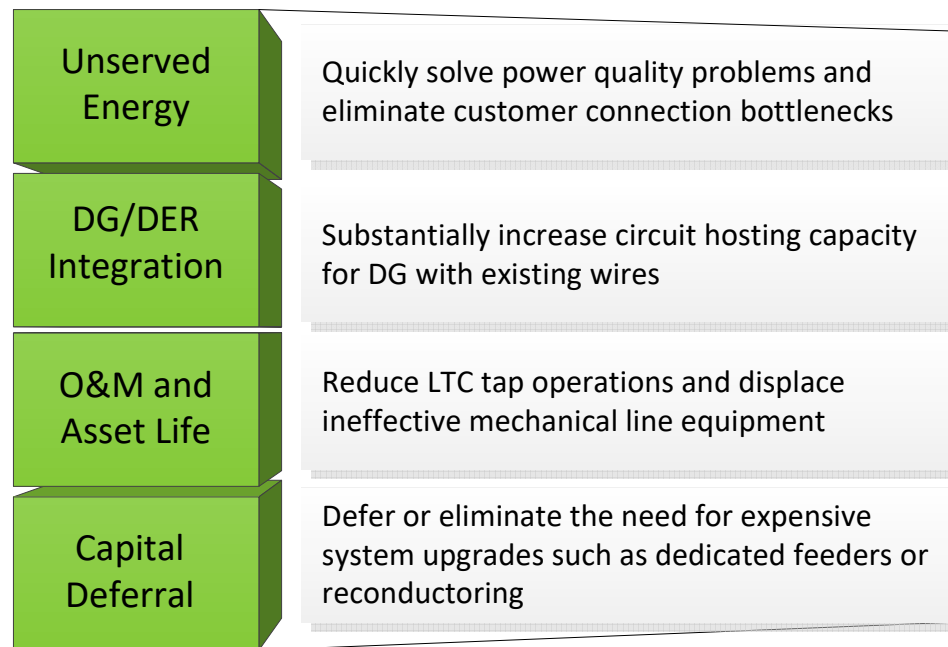 Unserved
Energy
Quickly solve power quality problems and
eliminate customer connection bottlenecks
DG/DER
Integration
Substantially increase circuit hosting capacity
for DG with existing wires
O&M and
Asset Life
Reduce LTC tap operations and displace
ineffective mechanical line equipment
Capital
Deferral
Defer or eliminate the need for expensive
system upgrades such as dedicated feeders or
reconductoring